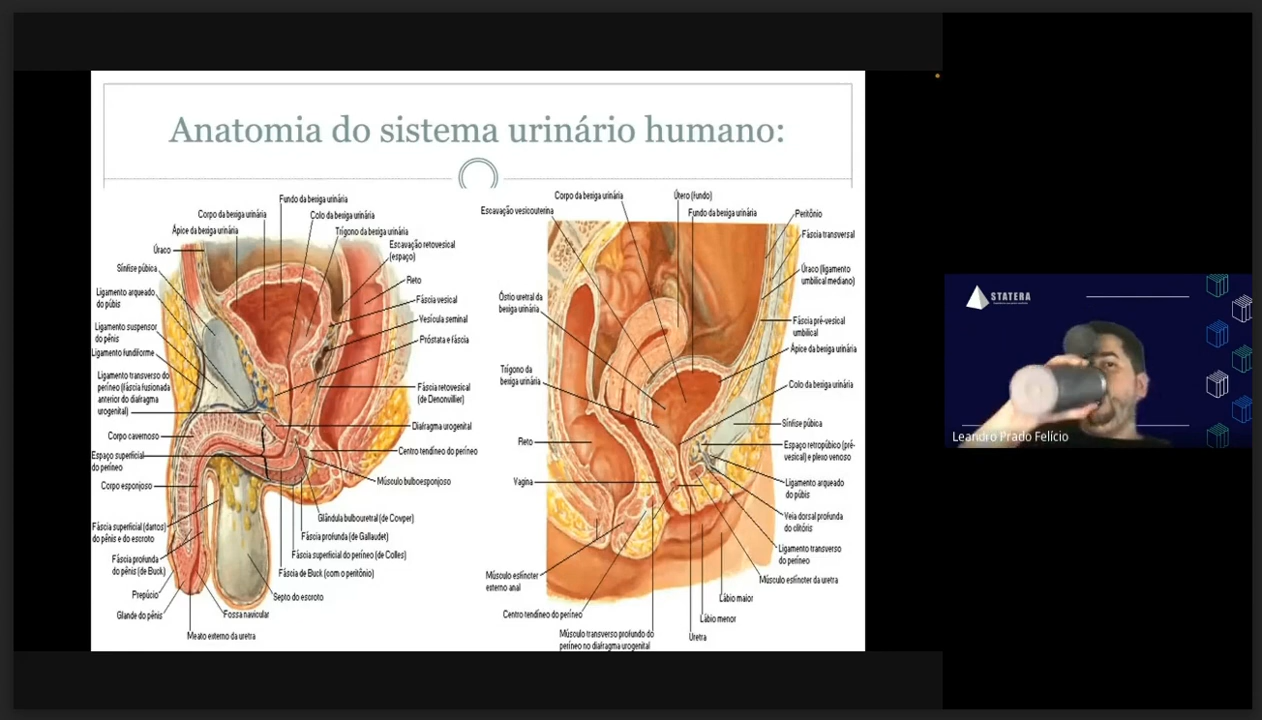 Anatomia do sistema urinário humano:
Fundo da bexiga urinária
Corpo da bexiga urinária
Colo da bexiga urinária
Ápice da bexiga urinária
Trígono da bexiga urinária
Úraco
Escavação retovesical
(espaço)
Sínfise púbica
Reto
Ligamento arqueado
do púbis
Fáscia vesical
Vesícula seminal
Ligamento suspensor
do pênis
Próstata e fáscia
Ligamento fundiforme
Ligamento transverso do
períneo (fáscia fusionada
anterior do diafragma
urogenital)
Fáscia retovesical
(de Denonvillier)
Diafragma urogenital
Corpo cavernoso
Centro tendíneo do períneo
Espaço superficial
do períneo
Músculo bulboesponjoso
Corpo esponjoso
Glândula bulbouretral (de Cowper)
Fáscia superficial (dartos)
do pênis e do escroto
Fáscia profunda (de Gallaudet)
Fáscia superficial do períneo (de Colles)
Fáscia profunda
do pênis (de Buck)
Fáscia de Buck (com o peritônio)
Prepúcio
Septo do escroto
Glande do pênis
Fossa navicular
Meato externo da uretra
Corpo da bexiga urinária
Útero (fundo)
Escavação vesicouterina
Fundo da bexiga urinária
Peritônio
Fáscia transversal
Úraco (ligamento
umbilical mediano)
Óstio uretral da
bexiga urinária
Fáscia pré-vesical
umbilical
Ápice da bexiga urinária
Trígono da
bexiga urinária
Colo da bexiga urinária
Sínfise púbica
Reto
Espaço retropúbico (pré-
vesical) e plexo venoso
Vagina
Ligamento arqueado
do púbis
Veia dorsal profunda
do clitóris
Ligamento transverso
do períneo
Músculo esfíncter
externo anal
Músculo esfíncter da uretra
Lábio maior
Centro tendíneo do períneo
Lábio menor
Músculo transverso profundo do
períneo no diafragma urogenital
Uretra
STATERA
Leandro Prado Felício